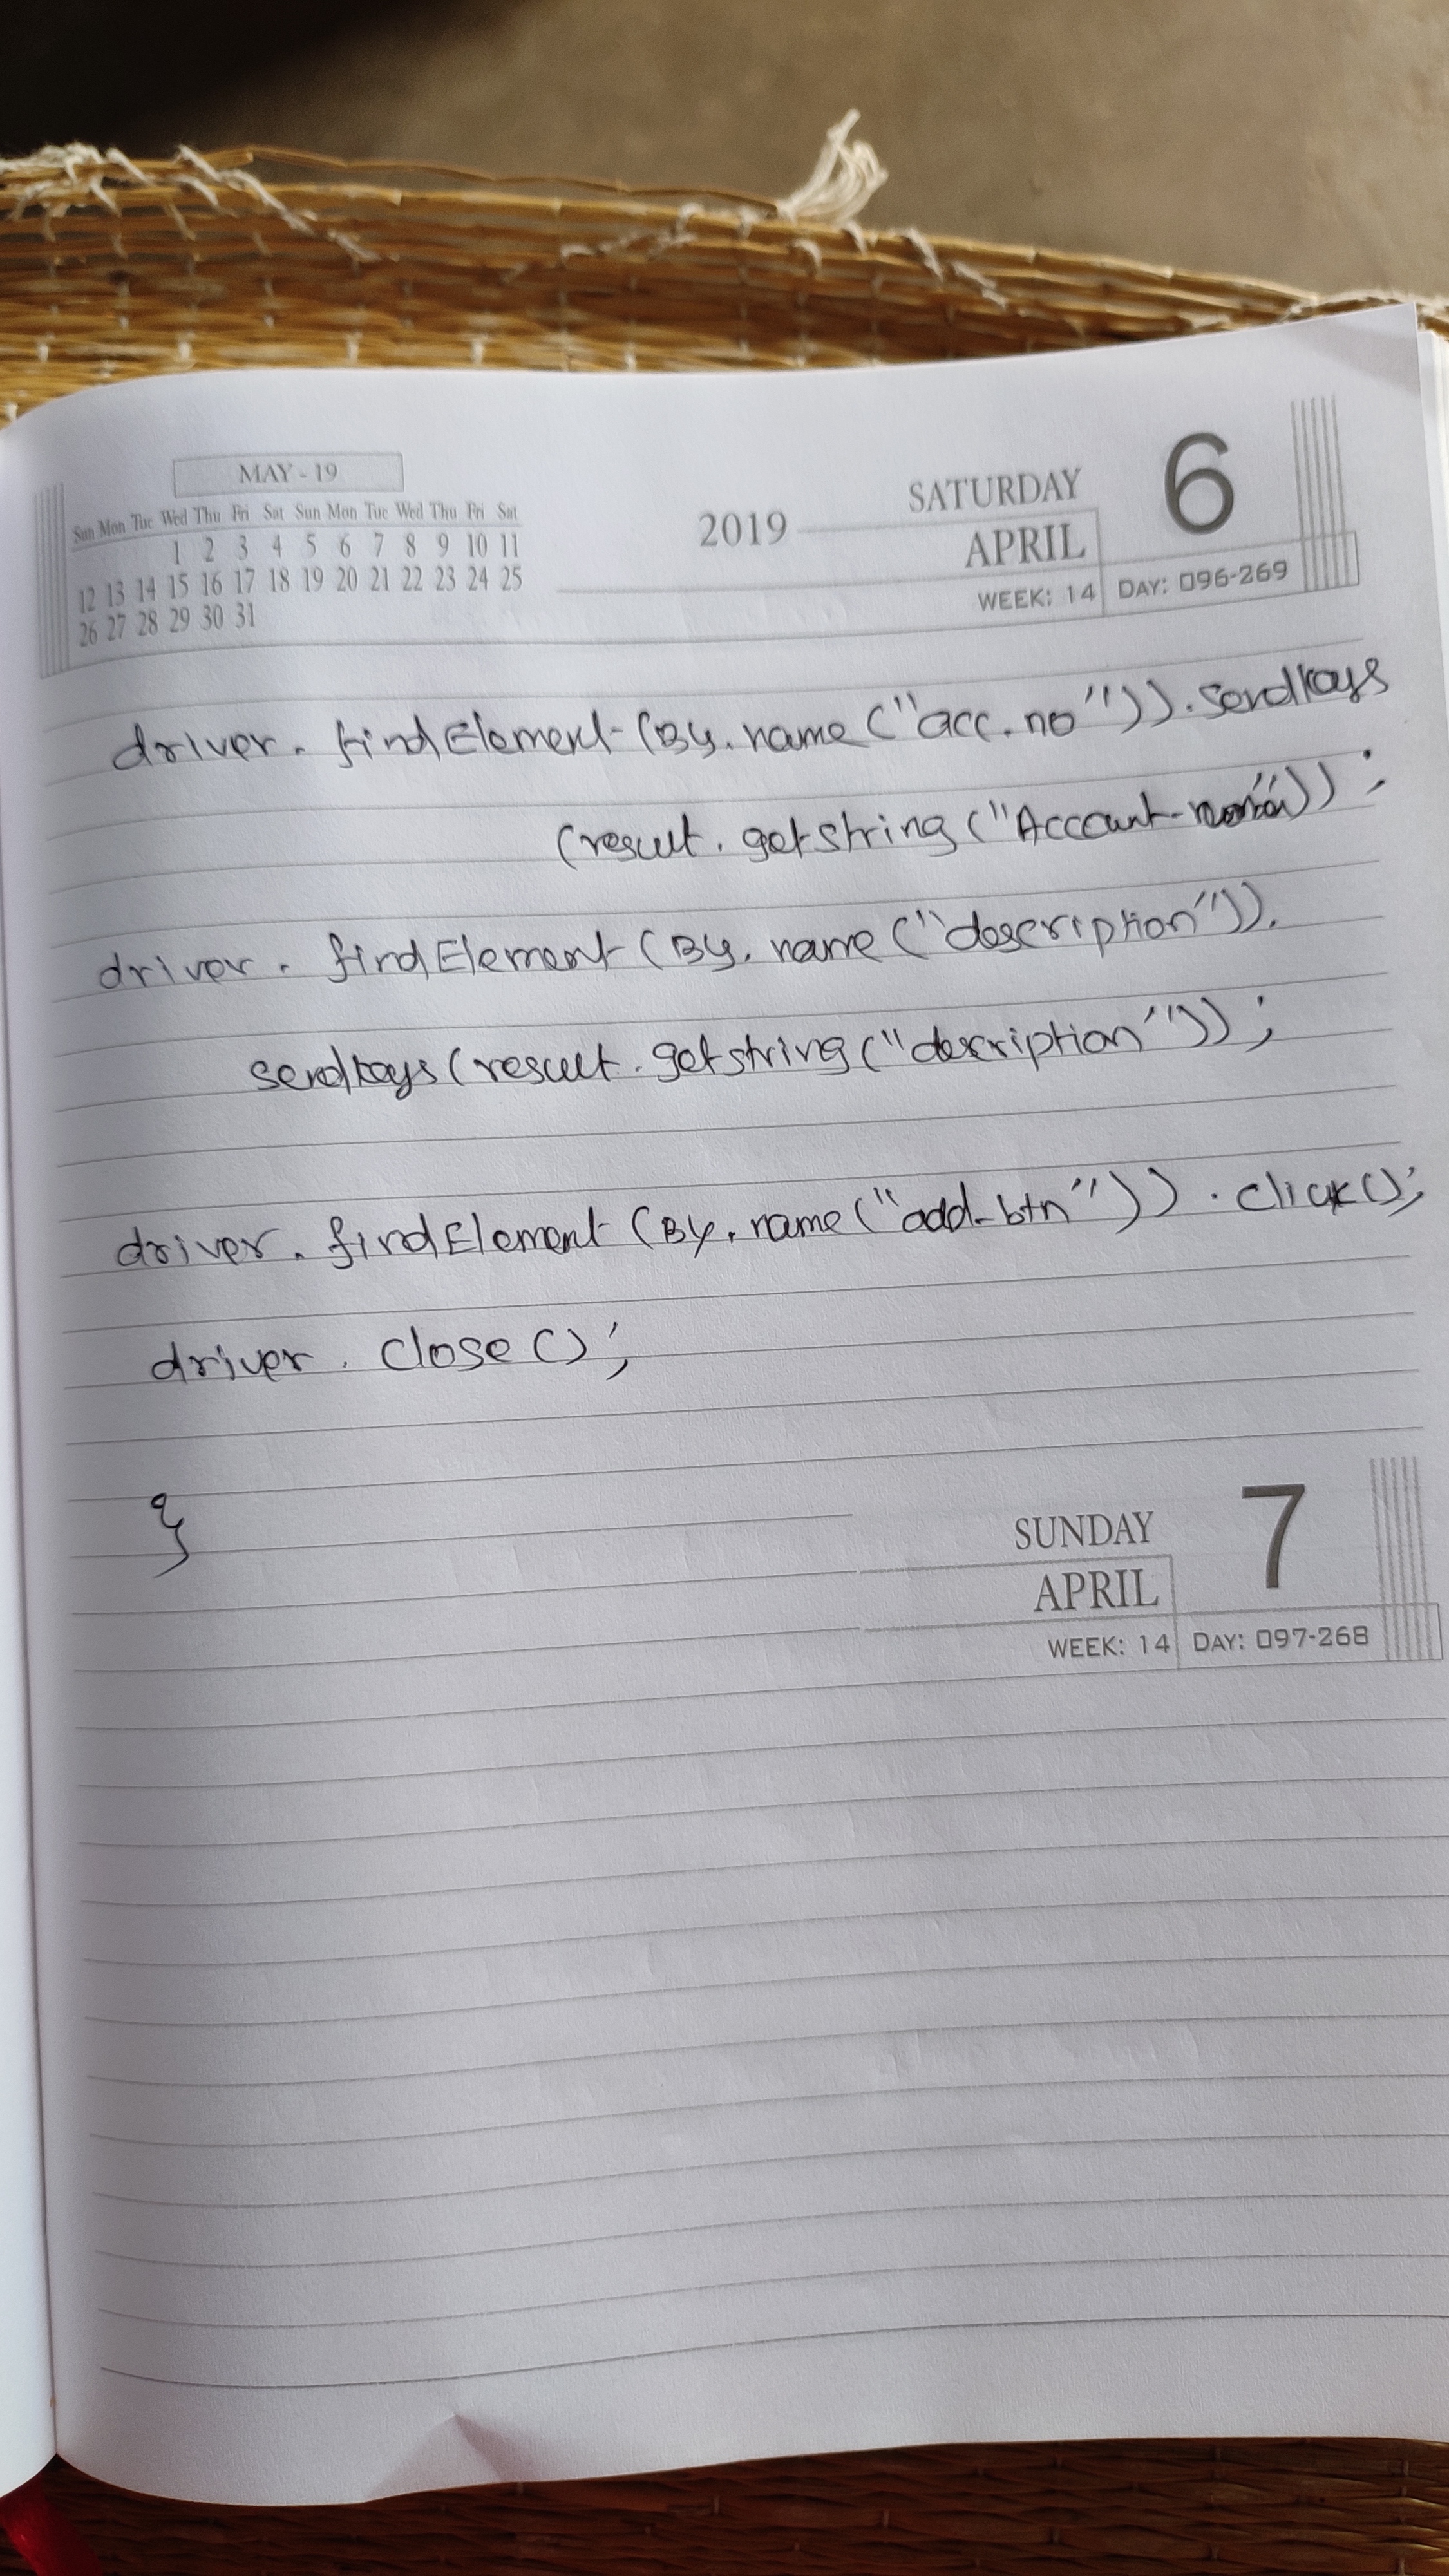 MAY - 19
Sun Mon Tue Wed Thu Fri Sat Sun Mon Tue Wed Thu Fri Sat
1 2 3 4 5 6 7 8 9 10 11
12 13 14 15 16 17 18 19 20 21 22 23 24 25
26 27 28 29 30 31
2019
SATURDAY
APRIL
6
WEEK: 14 DAY: 096-269
driver. findElement (By. name ("acc. no")). sendkeys
(result. getstring ("Account-")) ;
driver. findElement (By. name ("description")).
sendkeys (result. getstring ("description")) ;
driver. findElement (By. name ("add-btn")) . click();
driver. close () ;
}
SUNDAY
APRIL
7
WEEK: 14 DAY: 097-268